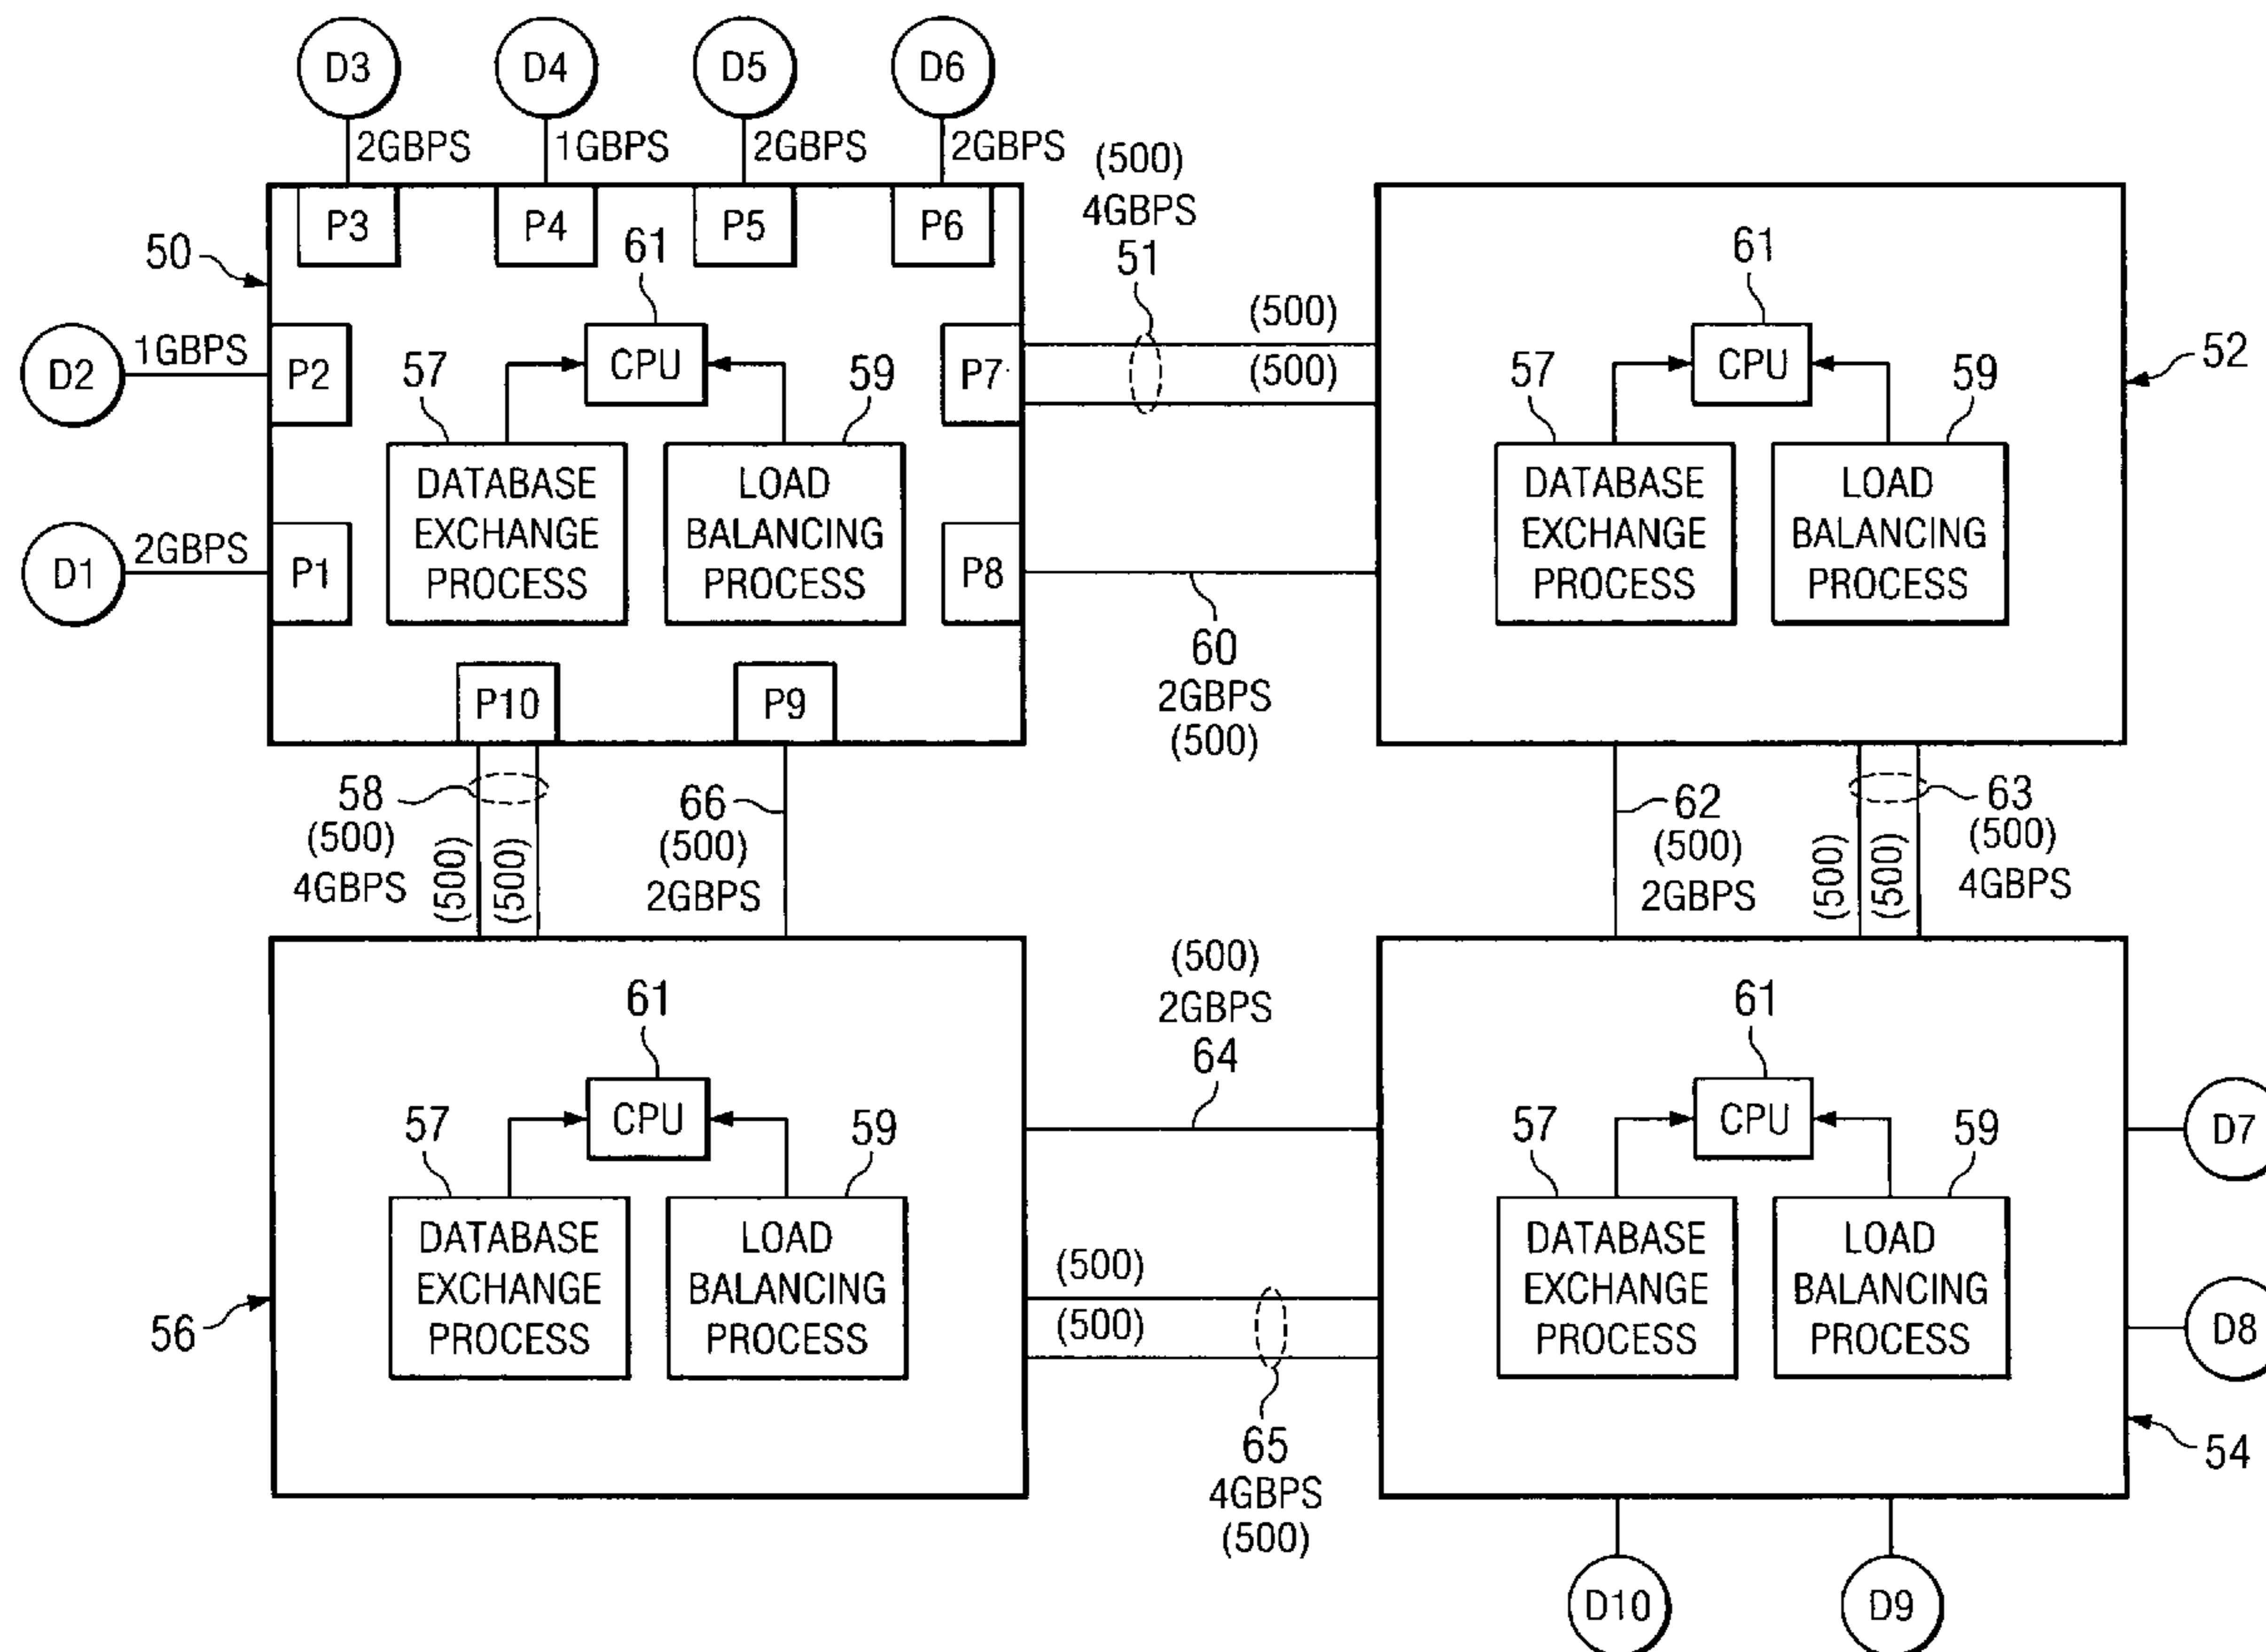 D3
D4
D5
D6
2GBPS
1GBPS
2GBPS
2GBPS
(500)
4GBPS
51
P3
P4
P5
P6
50
61
61
(500)
(500)
D2
1GBPS
P2
57
CPU
59
P7
57
CPU
59
52
DATABASE
EXCHANGE
PROCESS
LOAD
BALANCING
PROCESS
DATABASE
EXCHANGE
PROCESS
LOAD
BALANCING
PROCESS
D1
2GBPS
P1
P8
60
2GBPS
(500)
P10
P9
58
(500)
4GBPS
(500)
(500)
66
(500)
2GBPS
62
(500)
2GBPS
(500)
(500)
63
(500)
4GBPS
(500)
2GBPS
64
61
61
57
CPU
59
57
CPU
59
D7
DATABASE
EXCHANGE
PROCESS
LOAD
BALANCING
PROCESS
(500)
(500)
DATABASE
EXCHANGE
PROCESS
LOAD
BALANCING
PROCESS
D8
56
65
4GBPS
(500)
54
D10
D9